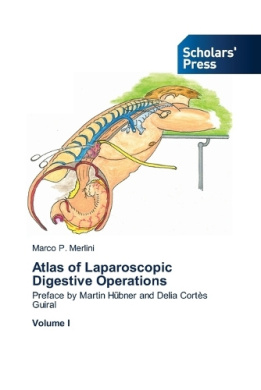 Scholars'
Press
Marco P. Merlini
Atlas of Laparoscopic
Digestive Operations
Preface by Martin Hübner and Delia Cortès
Guiral
Volume I